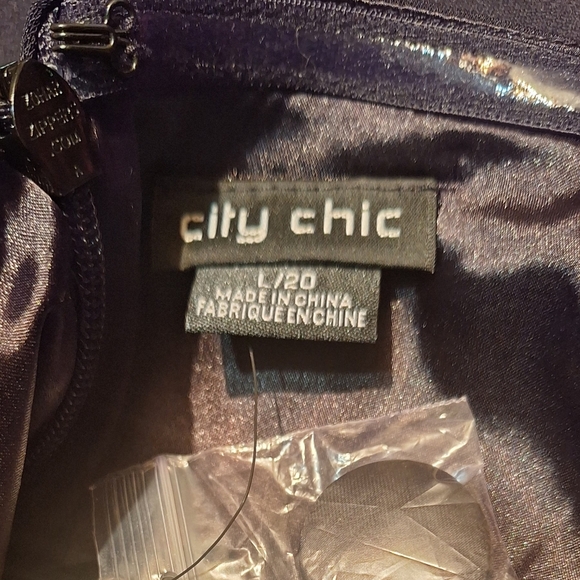 city chic
L/20
MADE IN CHINA
FABRIQUE EN CHINE